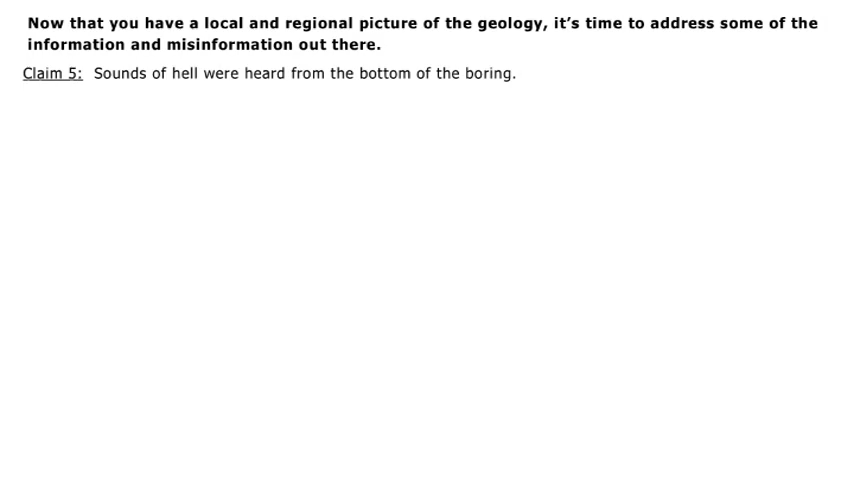 Now that you have a local and regional picture of the geology, it’s time to address some of the
information and misinformation out there.
Claim 5:  Sounds of hell were heard from the bottom of the boring.